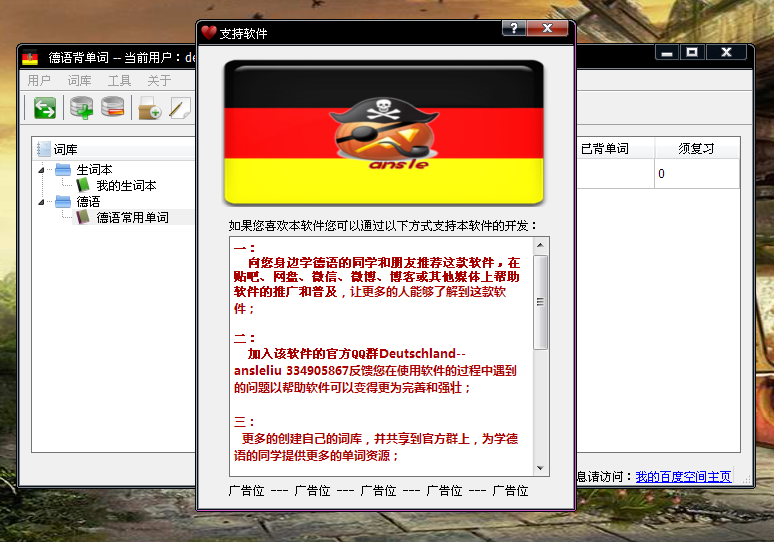 支持软件
德语背单词 -- 当前用户：de
用户 词库 工具 关于
词库
生词本
我的生词本
德语
德语常用单词
已背单词 须复习
0
ansle
如果您喜欢本软件您可以通过以下方式支持本软件的开发：
一：
向您身边学德语的同学和朋友推荐这款软件，在
贴吧、网盘、微信、微博、博客或其他媒体上帮助
软件的推广和普及，让更多的人能够了解到这款软
件；
二：
加入该软件的官方QQ群Deutschland--
ansleliu 334905867反馈您在使用软件的过程中遇到
的问题以帮助软件可以变得更为完善和强壮；
三：
更多的创建自己的词库，并共享到官方群上，为学德
语的同学提供更多的单词资源；
广告位 --- 广告位 --- 广告位 --- 广告位 --- 广告位
息请访问：我的百度空间主页